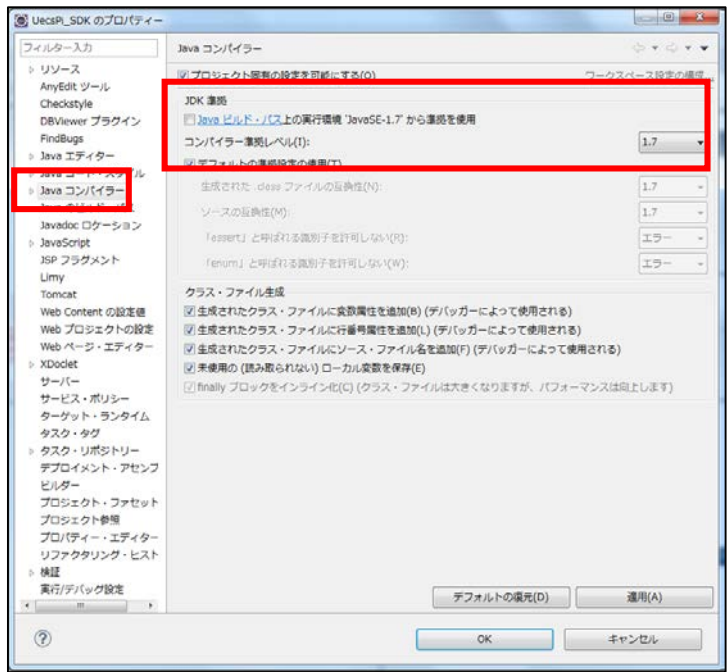 UecsPi_SDK のプロパティー
フィルター入力
Java コンパイラー
リソース
AnyEdit ツール
Checkstyle
DBViewer プラグイン
FindBugs
Java エディター
Java コード・スタイル
Java コンパイラー
Java のビルド・パス
Javadoc ロケーション
JavaScript
JSP フラグメント
Limy
Tomcat
Web Content の設定値
Web プロジェクトの設定
Web ページ・エディター
XDoclet
サーバー
サービス・ポリシー
ターゲット・ランタイム
タスク・タグ
タスク・リポジトリー
デプロイメント・アセンブ
ビルダー
プロジェクト・ファセット
プロジェクト参照
プロパティー・エディター
リファクタリング・ヒスト
検証
実行/デバッグ設定
プロジェクト固有の設定を可能にする(O)
ワークスペース設定の構成...
JDK 準拠
Java ビルド・パス上の実行環境 'JavaSE-1.7' から準拠を使用
コンパイラー準拠レベル(I): 1.7
デフォルトの準拠設定の使用(T)
生成された .class ファイルの互換性(N): 1.7
ソースの互換性(M): 1.7
「assert」と呼ばれる識別子を許可しない(R): エラー
「enum」と呼ばれる識別子を許可しない(W): エラー
クラス・ファイル生成
生成されたクラス・ファイルに変数属性を追加(B) (デバッガーによって使用される)
生成されたクラス・ファイルに行番号属性を追加(L) (デバッガーによって使用される)
生成されたクラス・ファイルにソース・ファイル名を追加(F) (デバッガーによって使用される)
未使用の (読み取られない) ローカル変数を保存(E)
finally ブロックをインライン化(C) (クラス・ファイルは大きくなりますが、パフォーマンスは向上します)
デフォルトの復元(D)
適用(A)
OK
キャンセル